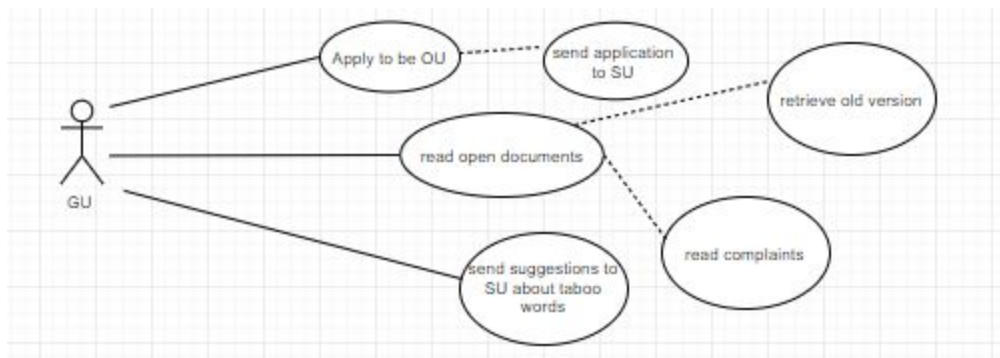 Apply to be OU
send application
to SU
retrieve old version
read open documents
GU
read complaints
send suggestions to
SU about taboo
words